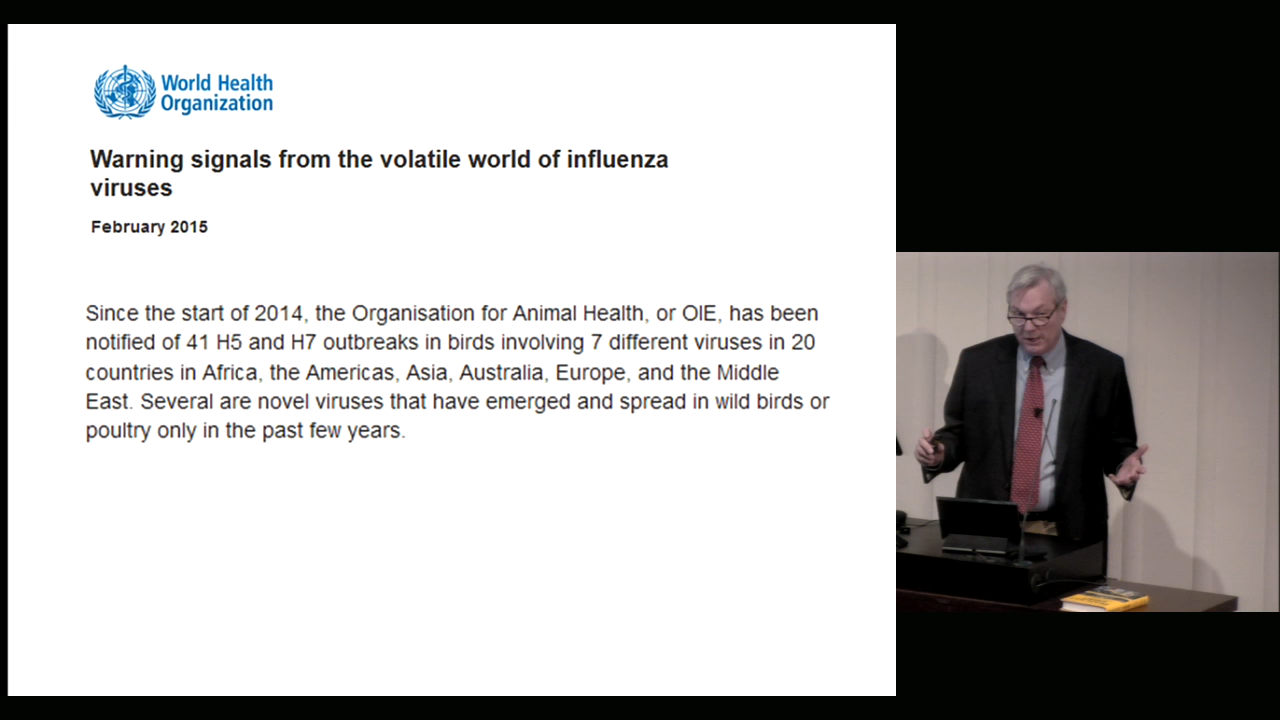 World Health
Organization
Warning signals from the volatile world of influenza
viruses
February 2015
Since the start of 2014, the Organisation for Animal Health, or OIE, has been
notified of 41 H5 and H7 outbreaks in birds involving 7 different viruses in 20
countries in Africa, the Americas, Asia, Australia, Europe, and the Middle
East. Several are novel viruses that have emerged and spread in wild birds or
poultry only in the past few years.